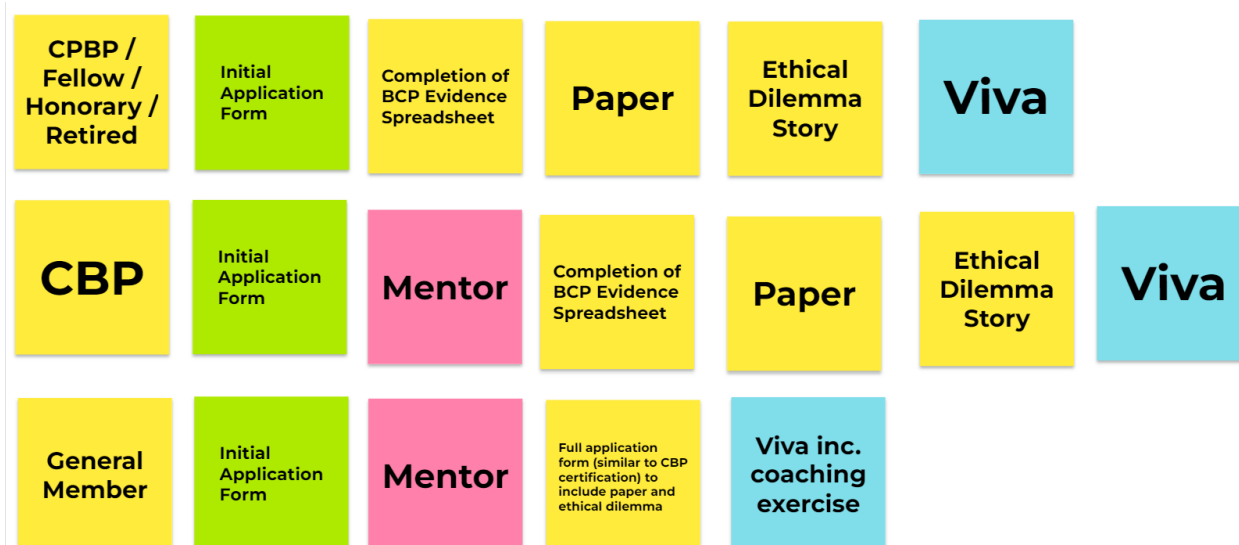 CPBP /
Fellow /
Honorary /
Retired
Initial
Application
Form
Completion of
BCP Evidence
Spreadsheet
Paper
Ethical
Dilemma
Story
Viva
CBP
Initial
Application
Form
Mentor
Completion of
BCP Evidence
Spreadsheet
Paper
Ethical
Dilemma
Story
Viva
General
Member
Initial
Application
Form
Mentor
Full application
form (similar to CBP
certification) to
include paper and
ethical dilemma
Viva inc.
coaching
exercise